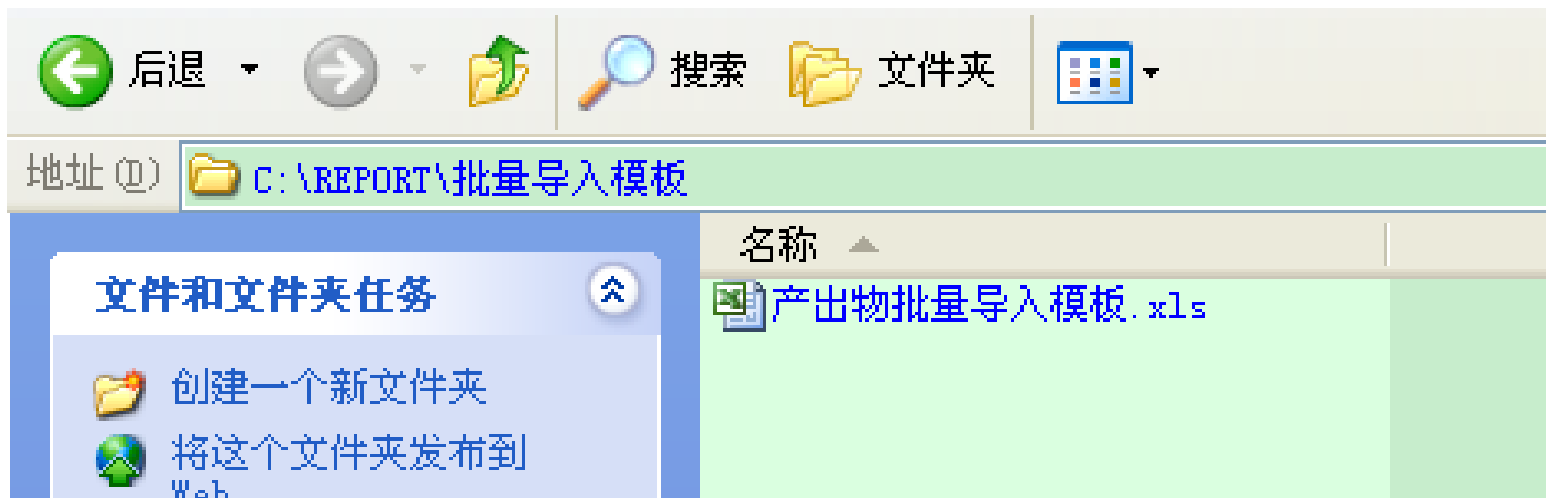 后退 搜索 文件夹
地址(D) C:\REPORT\批量导入模板
名称
文件和文件夹任务
产出物批量导入模板.xls
创建一个新文件夹
将这个文件夹发布到
Web